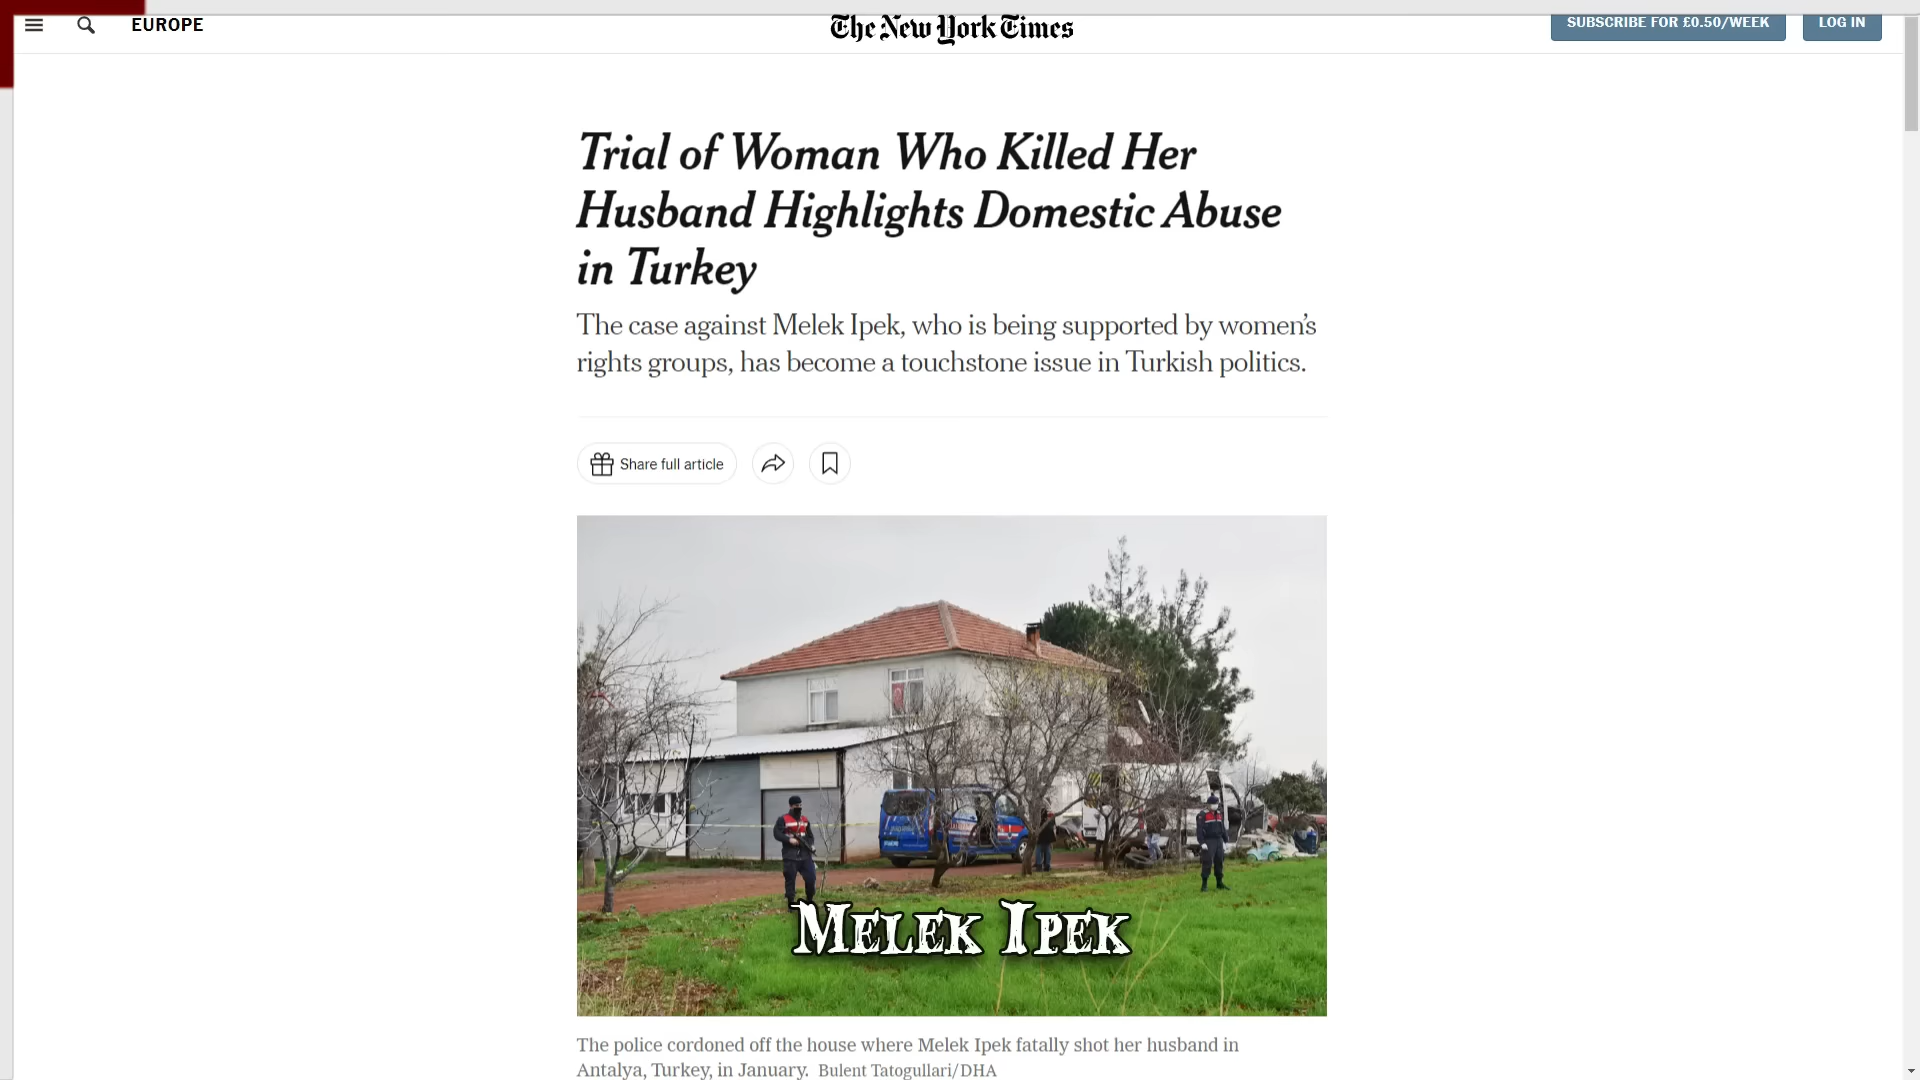 EUROPE
The New York Times
SUBSCRIBE FOR £0.50/WEEK
LOG IN
Trial of Woman Who Killed Her
Husband Highlights Domestic Abuse
in Turkey
The case against Melek Ipek, who is being supported by women’s
rights groups, has become a touchstone issue in Turkish politics.
Share full article
MELEK IPEK
The police cordoned off the house where Melek Ipek fatally shot her husband in
Antalya, Turkey, in January. Bulent Tatogullari/DHA